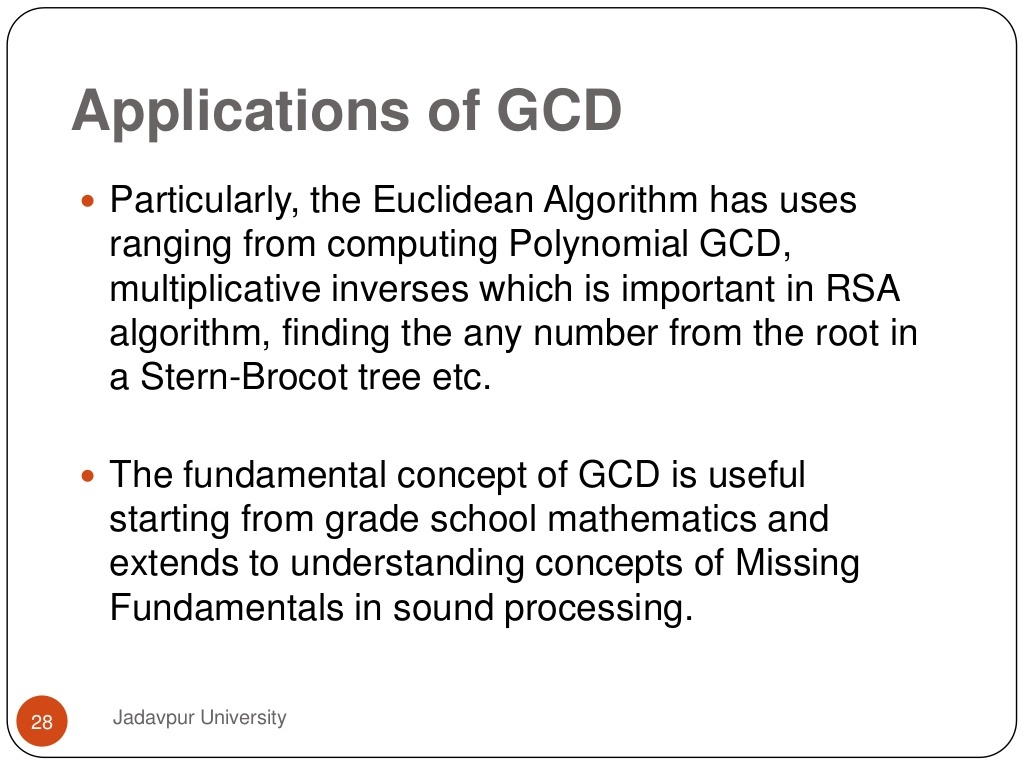 Applications of GCD
Particularly, the Euclidean Algorithm has uses
ranging from computing Polynomial GCD,
multiplicative inverses which is important in RSA
algorithm, finding the any number from the root in
a Stern-Brocot tree etc.
The fundamental concept of GCD is useful
starting from grade school mathematics and
extends to understanding concepts of Missing
Fundamentals in sound processing.
28
Jadavpur University